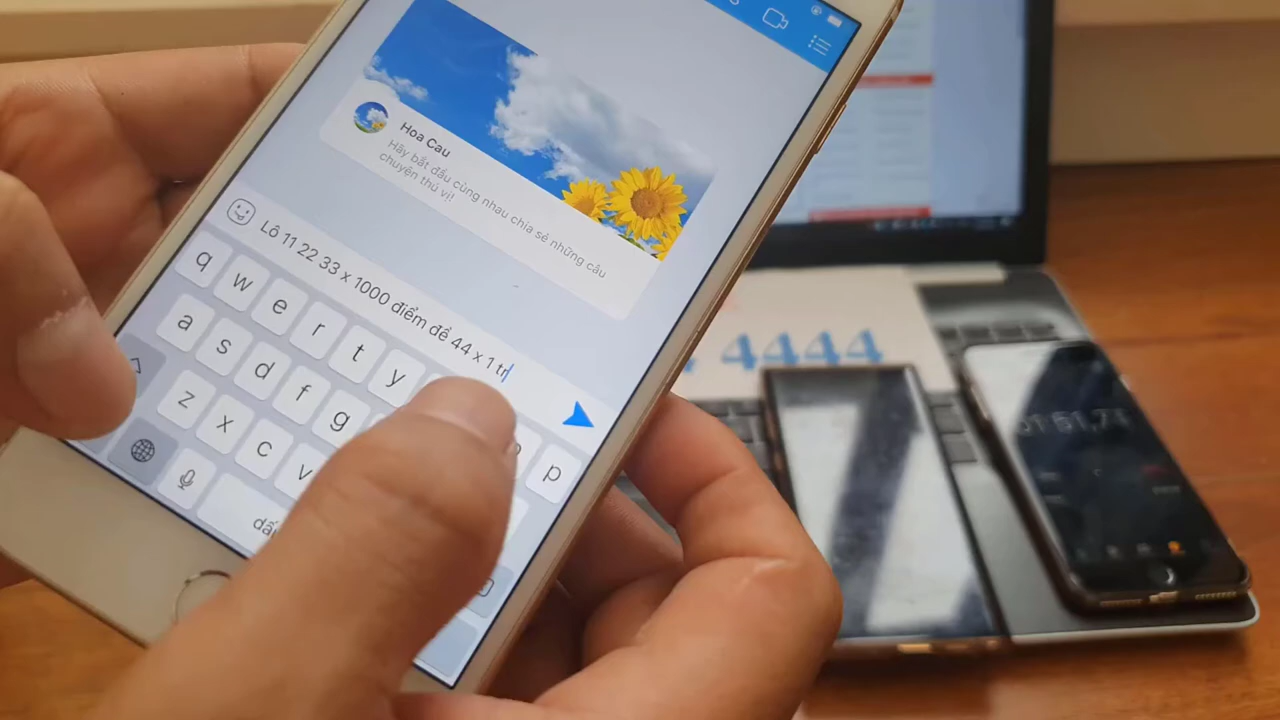 Hoa Cau
Hãy bắt đầu cùng nhau chia sẻ những câu
chuyện thú vị!
Lô 11 22 33 x 1000 điểm đề 44 x 1 tr
q w e r t y p
a s d f g
z x c v
dấu
4444